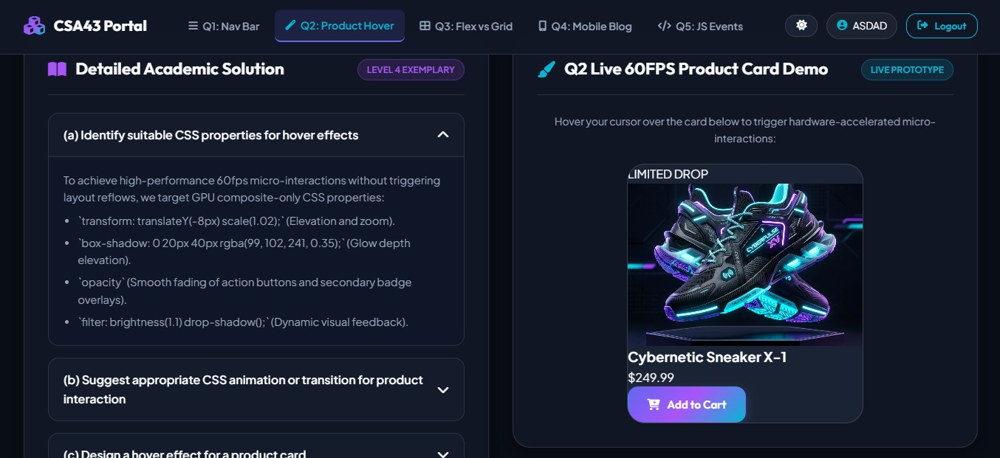 CSA43 Portal
Q1: Nav Bar
Q2: Product Hover
Q3: Flex vs Grid
Q4: Mobile Blog
Q5: JS Events
ASDAD
Logout
Detailed Academic Solution
LEVEL 4 EXEMPLARY
(a) Identify suitable CSS properties for hover effects
To achieve high-performance 60fps micro-interactions without triggering
layout reflows, we target GPU composite-only CSS properties:
• `transform: translateY(-8px) scale(1.02);` (Elevation and zoom).
• `box-shadow: 0 20px 40px rgba(99, 102, 241, 0.35);` (Glow depth
elevation).
• `opacity` (Smooth fading of action buttons and secondary badge
overlays).
• `filter: brightness(1.1) drop-shadow();` (Dynamic visual feedback).
(b) Suggest appropriate CSS animation or transition for product
interaction
(c) Design a hover effect for a product card
Q2 Live 60FPS Product Card Demo
LIVE PROTOTYPE
Hover your cursor over the card below to trigger hardware-accelerated micro-
interactions:
LIMITED DROP
CYBERPULSE
XV
Cybernetic Sneaker X-1
$249.99
Add to Cart